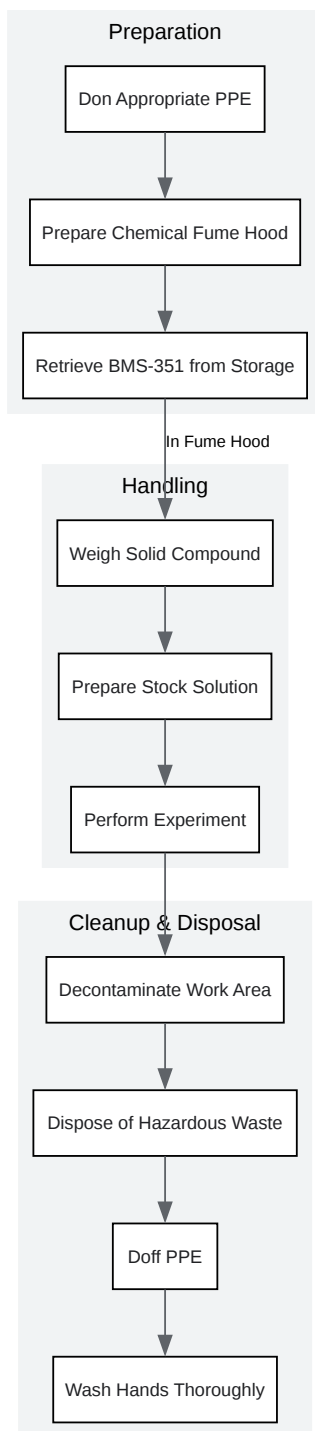 Preparation
Don Appropriate PPE
Prepare Chemical Fume Hood
Retrieve BMS-351 from Storage
In Fume Hood
Handling
Weigh Solid Compound
Prepare Stock Solution
Perform Experiment
Cleanup & Disposal
Decontaminate Work Area
Dispose of Hazardous Waste
Doff PPE
Wash Hands Thoroughly